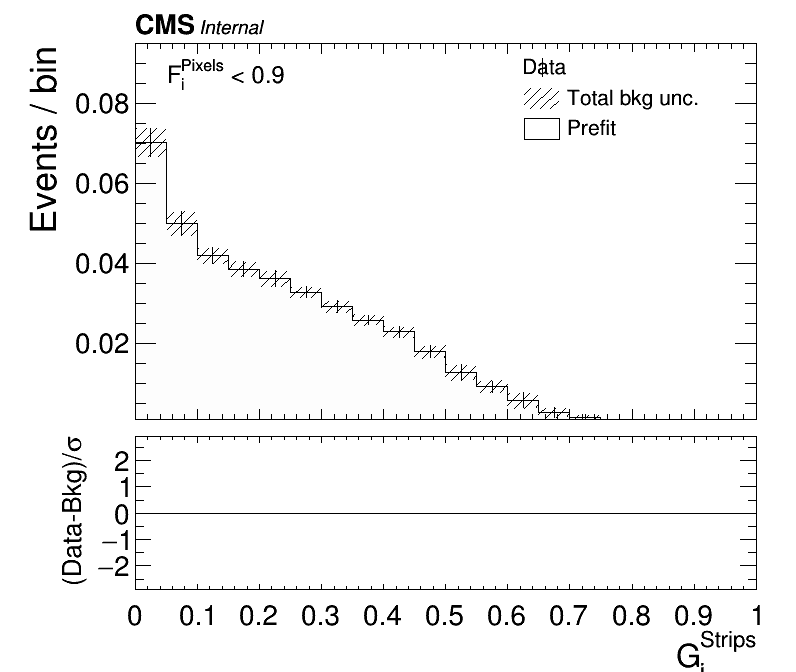 CMS Internal
F_i^Pixels < 0.9
Data
Total bkg unc.
Prefit
Events / bin
0.08
0.06
0.04
0.02
(Data-Bkg)/σ
2
1
0
−1
−2
0 0.1 0.2 0.3 0.4 0.5 0.6 0.7 0.8 0.9 1
G_i^Strips